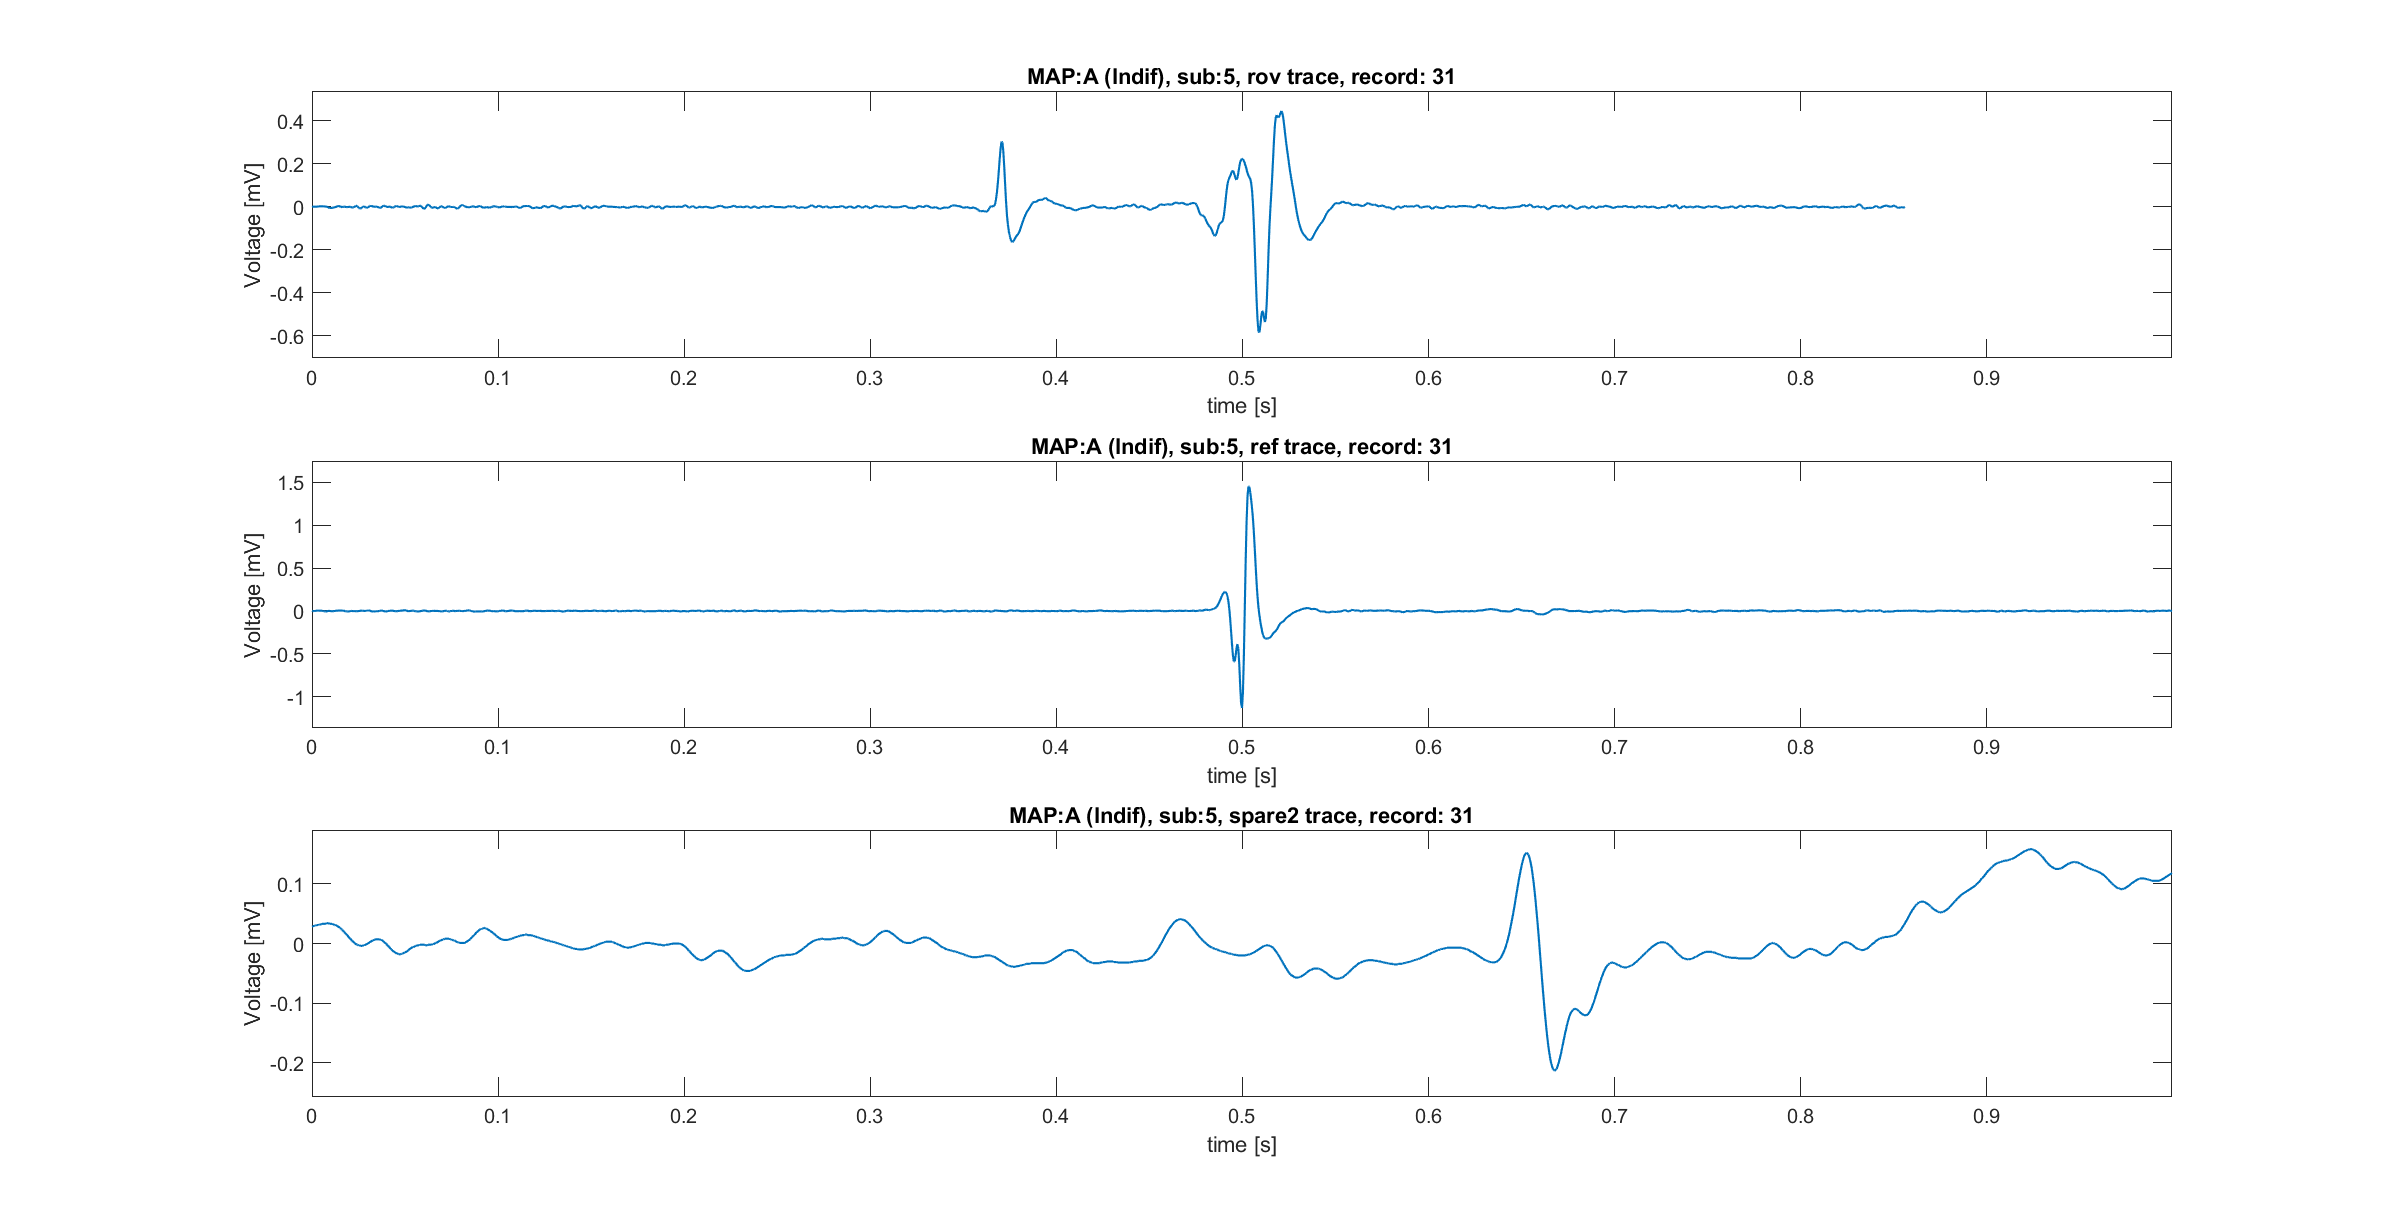 MAP:A (Indif), sub:5, rov trace, record: 31
Voltage [mV]
0.4
0.2
0
-0.2
-0.4
-0.6
0 0.1 0.2 0.3 0.4 0.5 0.6 0.7 0.8 0.9
time [s]
MAP:A (Indif), sub:5, ref trace, record: 31
Voltage [mV]
1.5
1
0.5
0
-0.5
-1
0 0.1 0.2 0.3 0.4 0.5 0.6 0.7 0.8 0.9
time [s]
MAP:A (Indif), sub:5, spare2 trace, record: 31
Voltage [mV]
0.1
0
-0.1
-0.2
0 0.1 0.2 0.3 0.4 0.5 0.6 0.7 0.8 0.9
time [s]